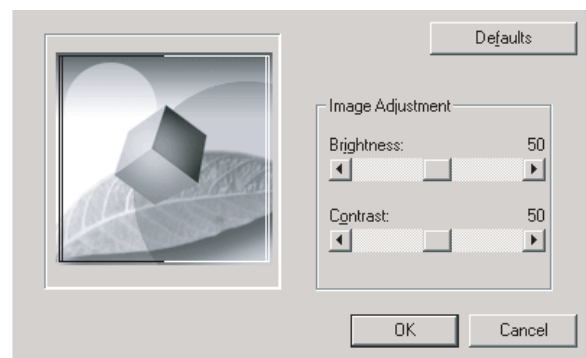 Defaults
Image Adjustment
Brightness: 50
Contrast: 50
OK Cancel